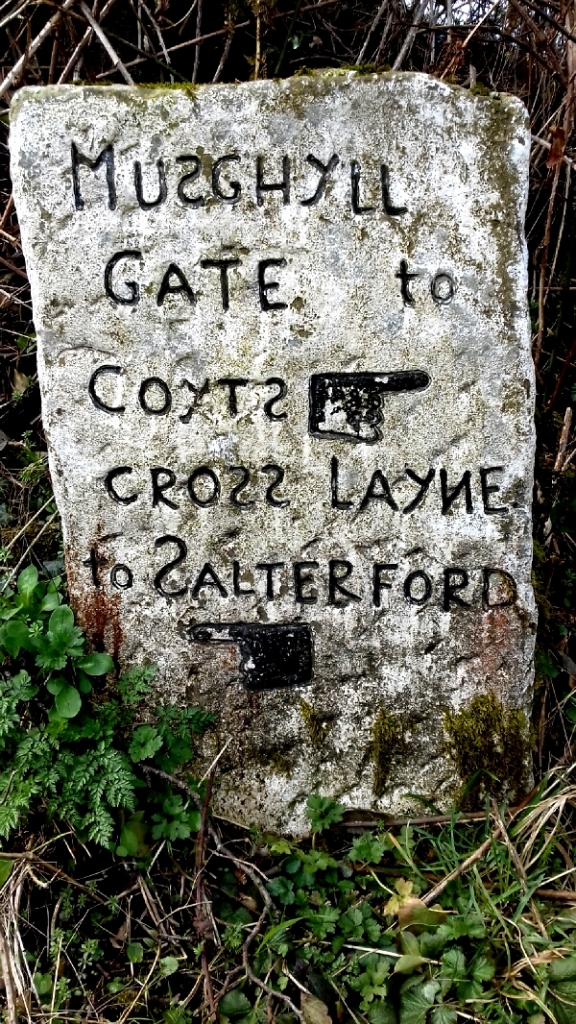 MUSGHYLL
GATE to
COYTS
CROSS LAYNE
to SALTERFORD